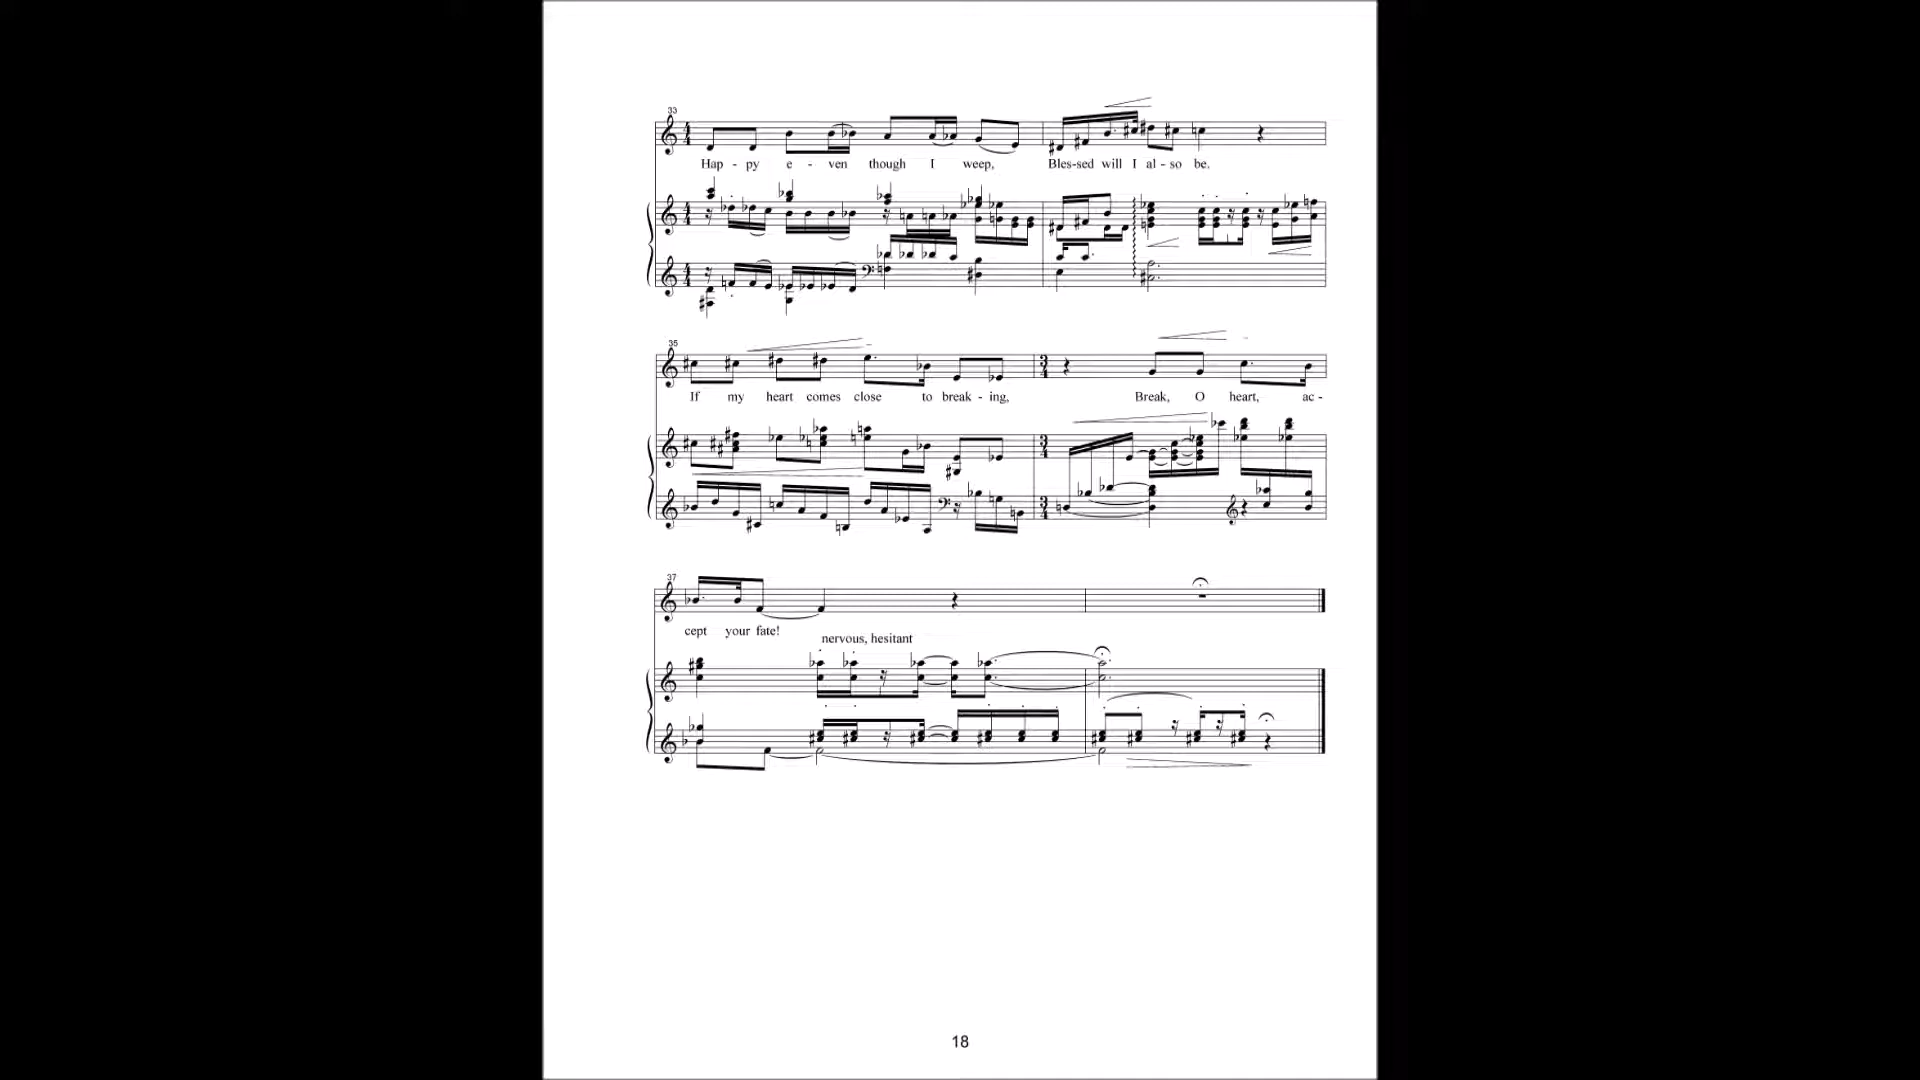 33
Hap - py e - ven though I weep, Bles-sed will I al - so be.
35
If my heart comes close to break - ing, Break, O heart, ac -
37
cept your fate!
nervous, hesitant
18